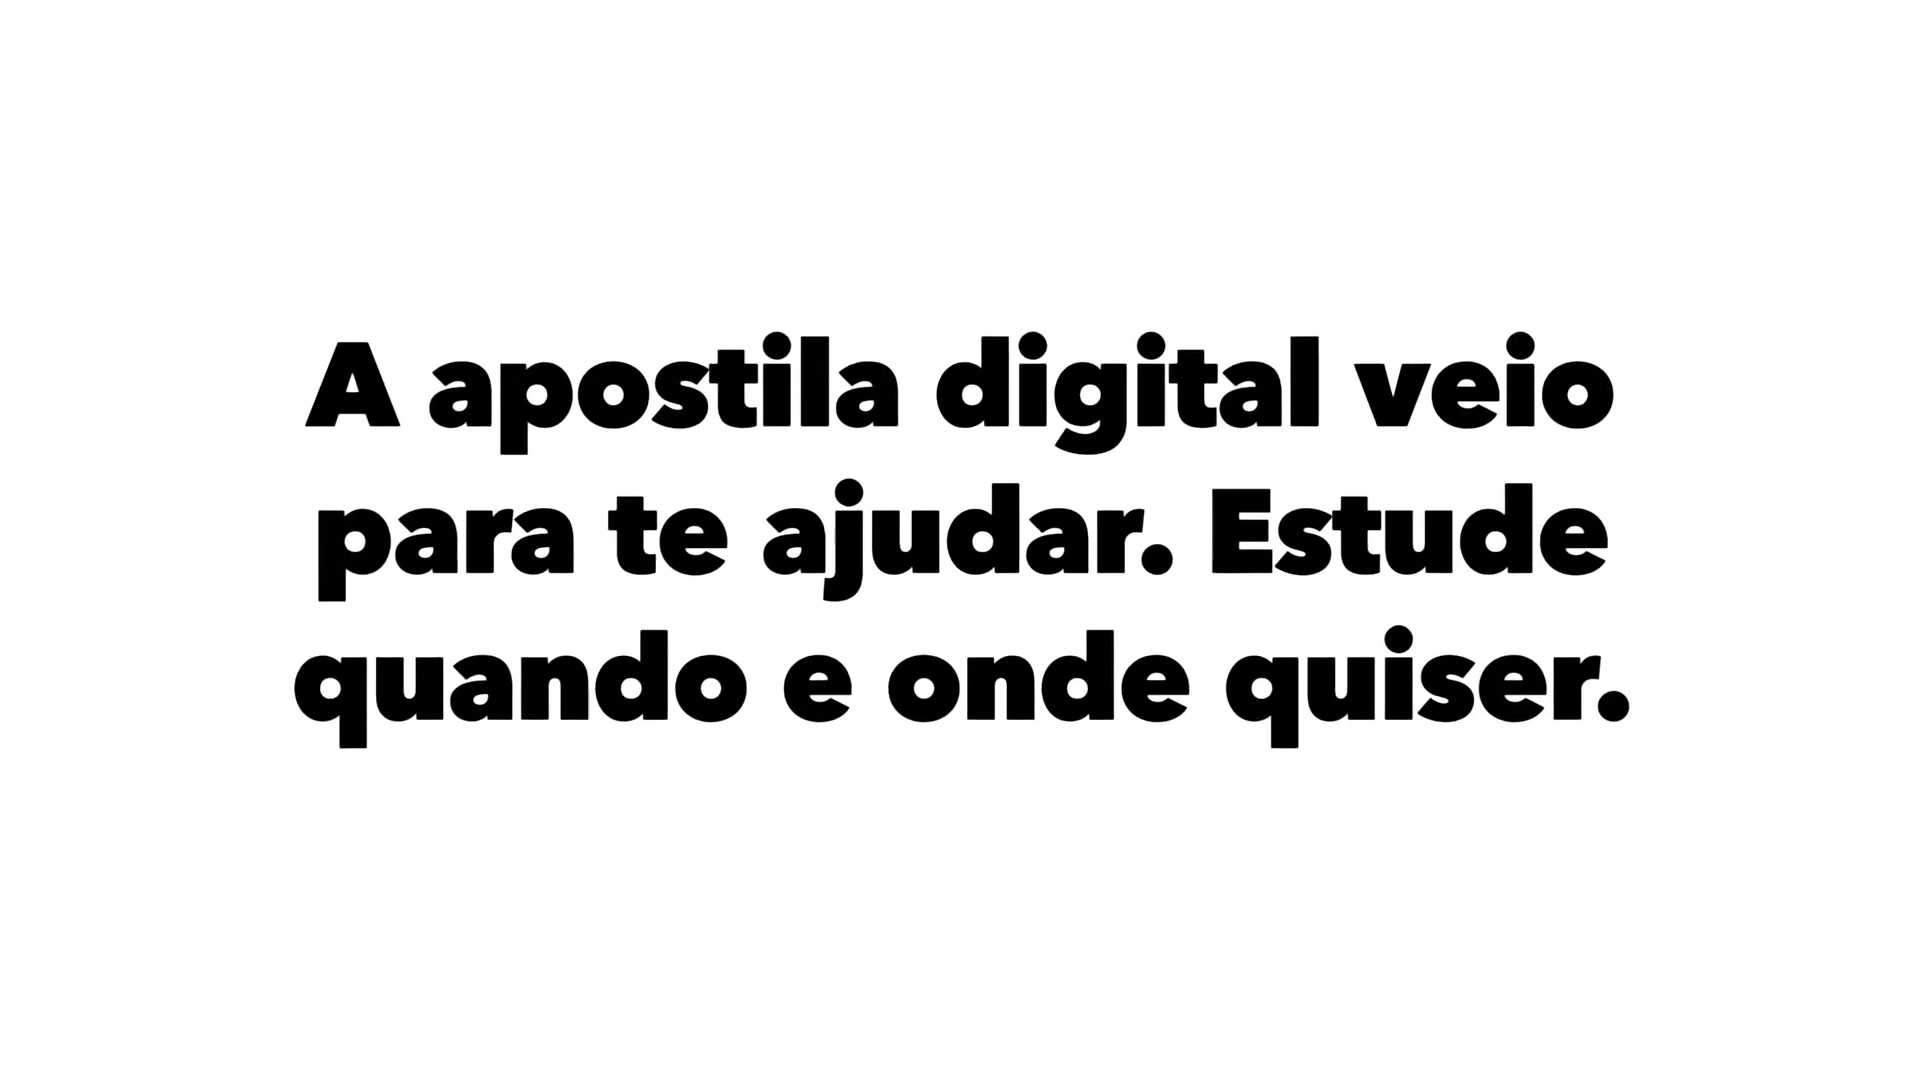 A apostila digital veio
para te ajudar. Estude
quando e onde quiser.